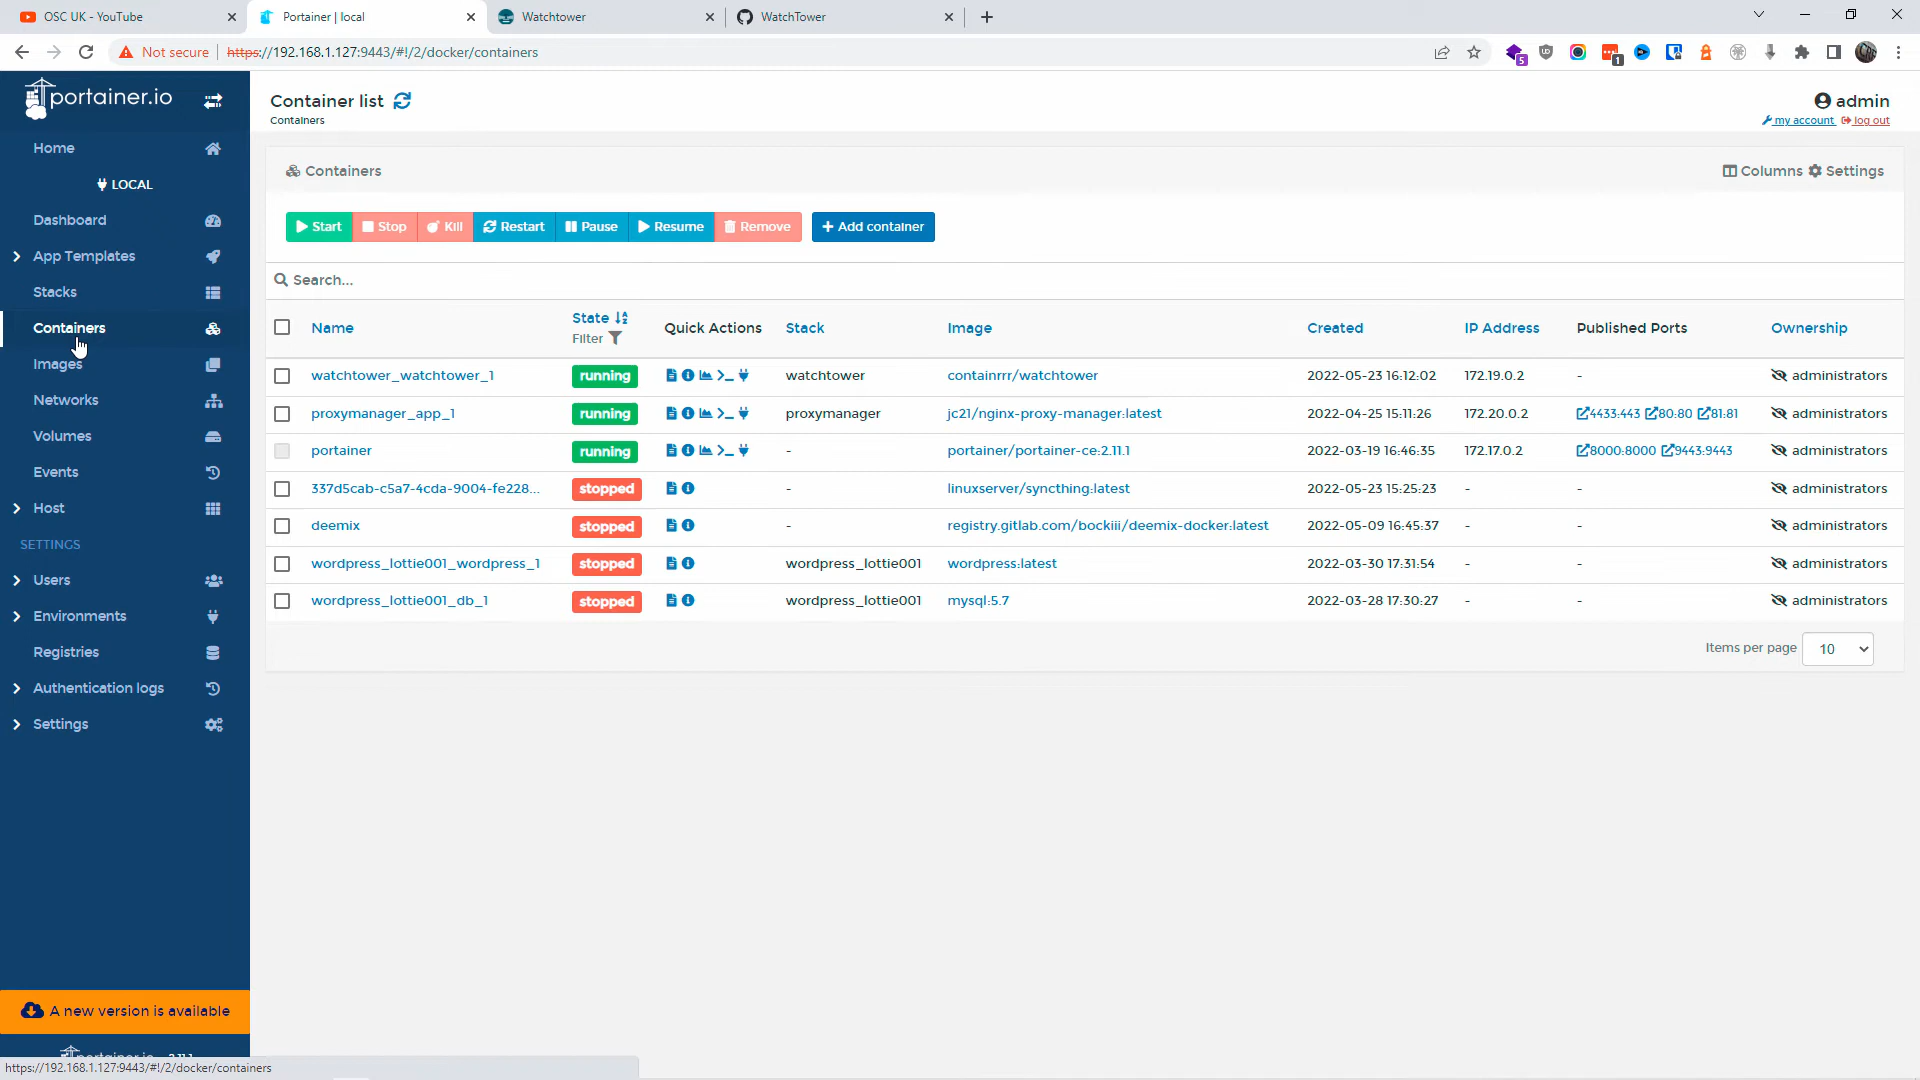 OSC UK - YouTube
Portainer | local
Watchtower
WatchTower
Not secure
https://192.168.1.127:9443/#!/2/docker/containers
5
1
portainer.io
Container list
Containers
admin
my account
log out
Home
LOCAL
Dashboard
App Templates
Stacks
Containers
Images
Networks
Volumes
Events
Host
SETTINGS
Users
Environments
Registries
Authentication logs
Settings
A new version is available
portainer.io
https://192.168.1.127:9443/#!/2/docker/containers
Containers
Columns Settings
Start Stop Kill Restart Pause Resume Remove + Add container
Search...
Name State Quick Actions Stack Image Created IP Address Published Ports Ownership
Filter
watchtower_watchtower_1 running watchtower containrrr/watchtower 2022-05-23 16:12:02 172.19.0.2 - administrators
proxymanager_app_1 running proxymanager jc21/nginx-proxy-manager:latest 2022-04-25 15:11:26 172.20.0.2 4433:443 80:80 81:81 administrators
portainer running - portainer/portainer-ce:2.11.1 2022-03-19 16:46:35 172.17.0.2 8000:8000 9443:9443 administrators
337d5cab-c5a7-4cda-9004-fe228... stopped - linuxserver/syncthing:latest 2022-05-23 15:25:23 - - administrators
deemix stopped - registry.gitlab.com/bockiii/deemix-docker:latest 2022-05-09 16:45:37 - - administrators
wordpress_lottie001_wordpress_1 stopped wordpress_lottie001 wordpress:latest 2022-03-30 17:31:54 - - administrators
wordpress_lottie001_db_1 stopped wordpress_lottie001 mysql:5.7 2022-03-28 17:30:27 - - administrators
Items per page 10